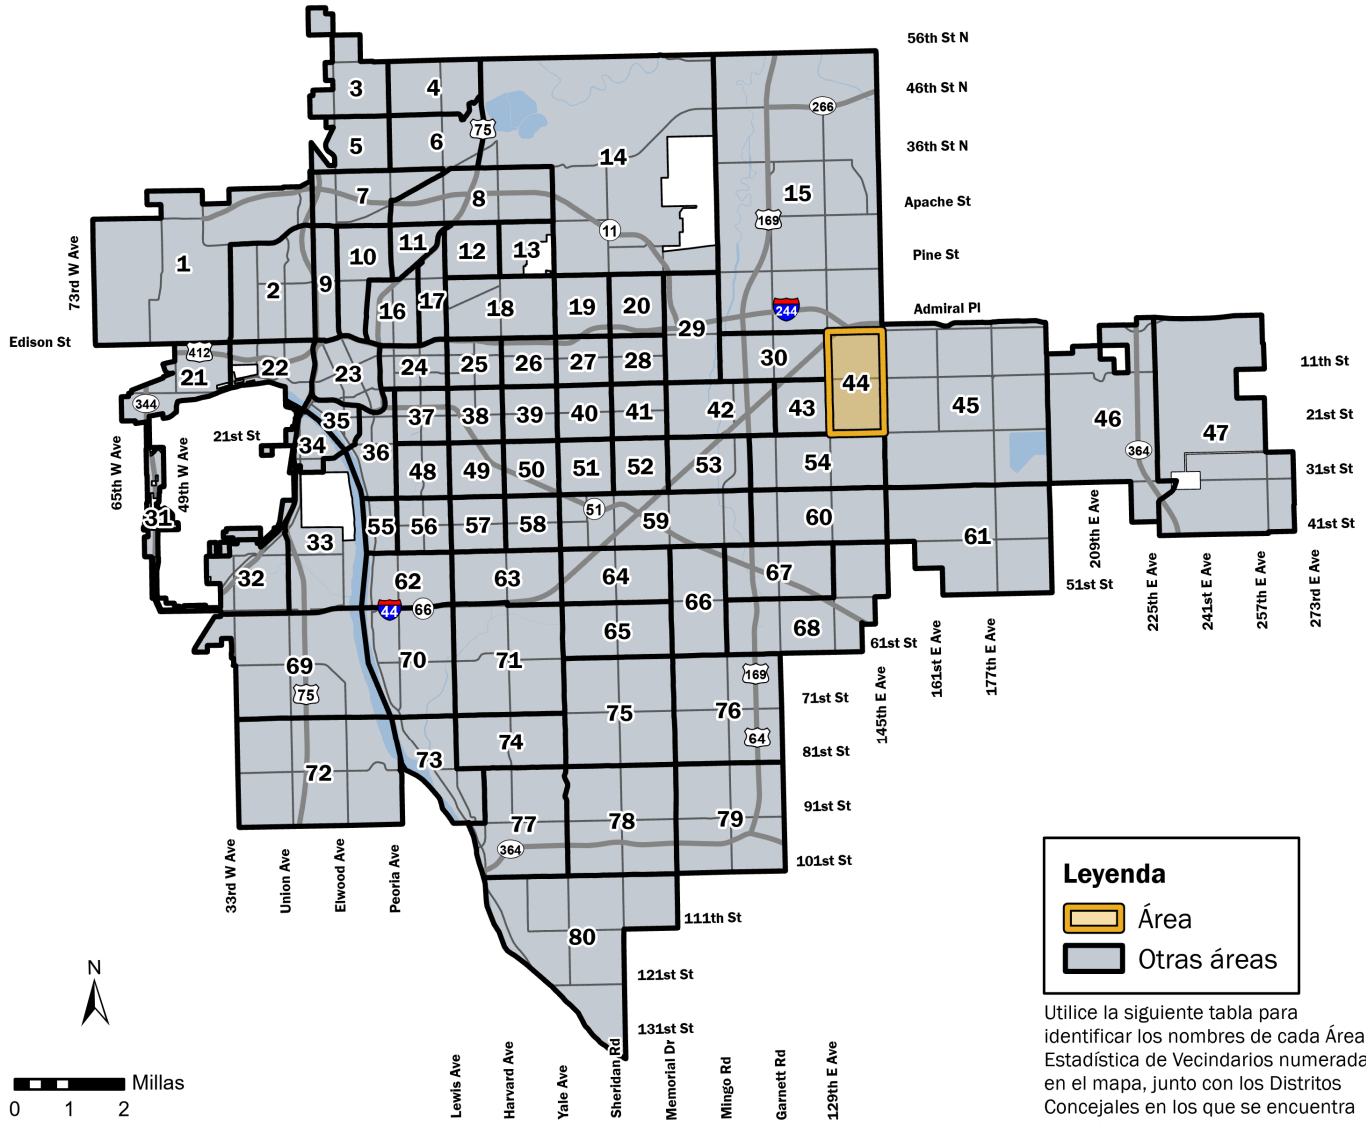 56th St N
46th St N
36th St N
Apache St
Pine St
Admiral Pl
11th St
21st St
31st St
41st St
51st St
61st St
71st St
81st St
91st St
101st St
111th St
121st St
131st St
73rd W Ave
Edison St
65th W Ave
49th W Ave
21st St
33rd W Ave
Union Ave
Elwood Ave
Peoria Ave
Lewis Ave
Harvard Ave
Yale Ave
Sheridan Rd
Memorial Dr
Mingo Rd
Garnett Rd
129th E Ave
145th E Ave
161st E Ave
177th E Ave
209th E Ave
225th E Ave
241st E Ave
257th E Ave
273rd E Ave
1
2
3
4
5
6
7
8
9
10
11
12
13
14
15
16
17
18
19
20
21
22
23
24
25
26
27
28
29
30
31
32
33
34
35
36
37
38
39
40
41
42
43
44
45
46
47
48
49
50
51
52
53
54
55
56
57
58
59
60
61
62
63
64
65
66
67
68
69
70
71
72
73
74
75
76
77
78
79
80
75
266
11
169
244
412
344
364
51
44
66
75
169
64
364
N
Millas
0 1 2
Leyenda
Área
Otras áreas
Utilice la siguiente tabla para
identificar los nombres de cada Área
Estadística de Vecindarios numerada
en el mapa, junto con los Distritos
Concejales en los que se encuentra